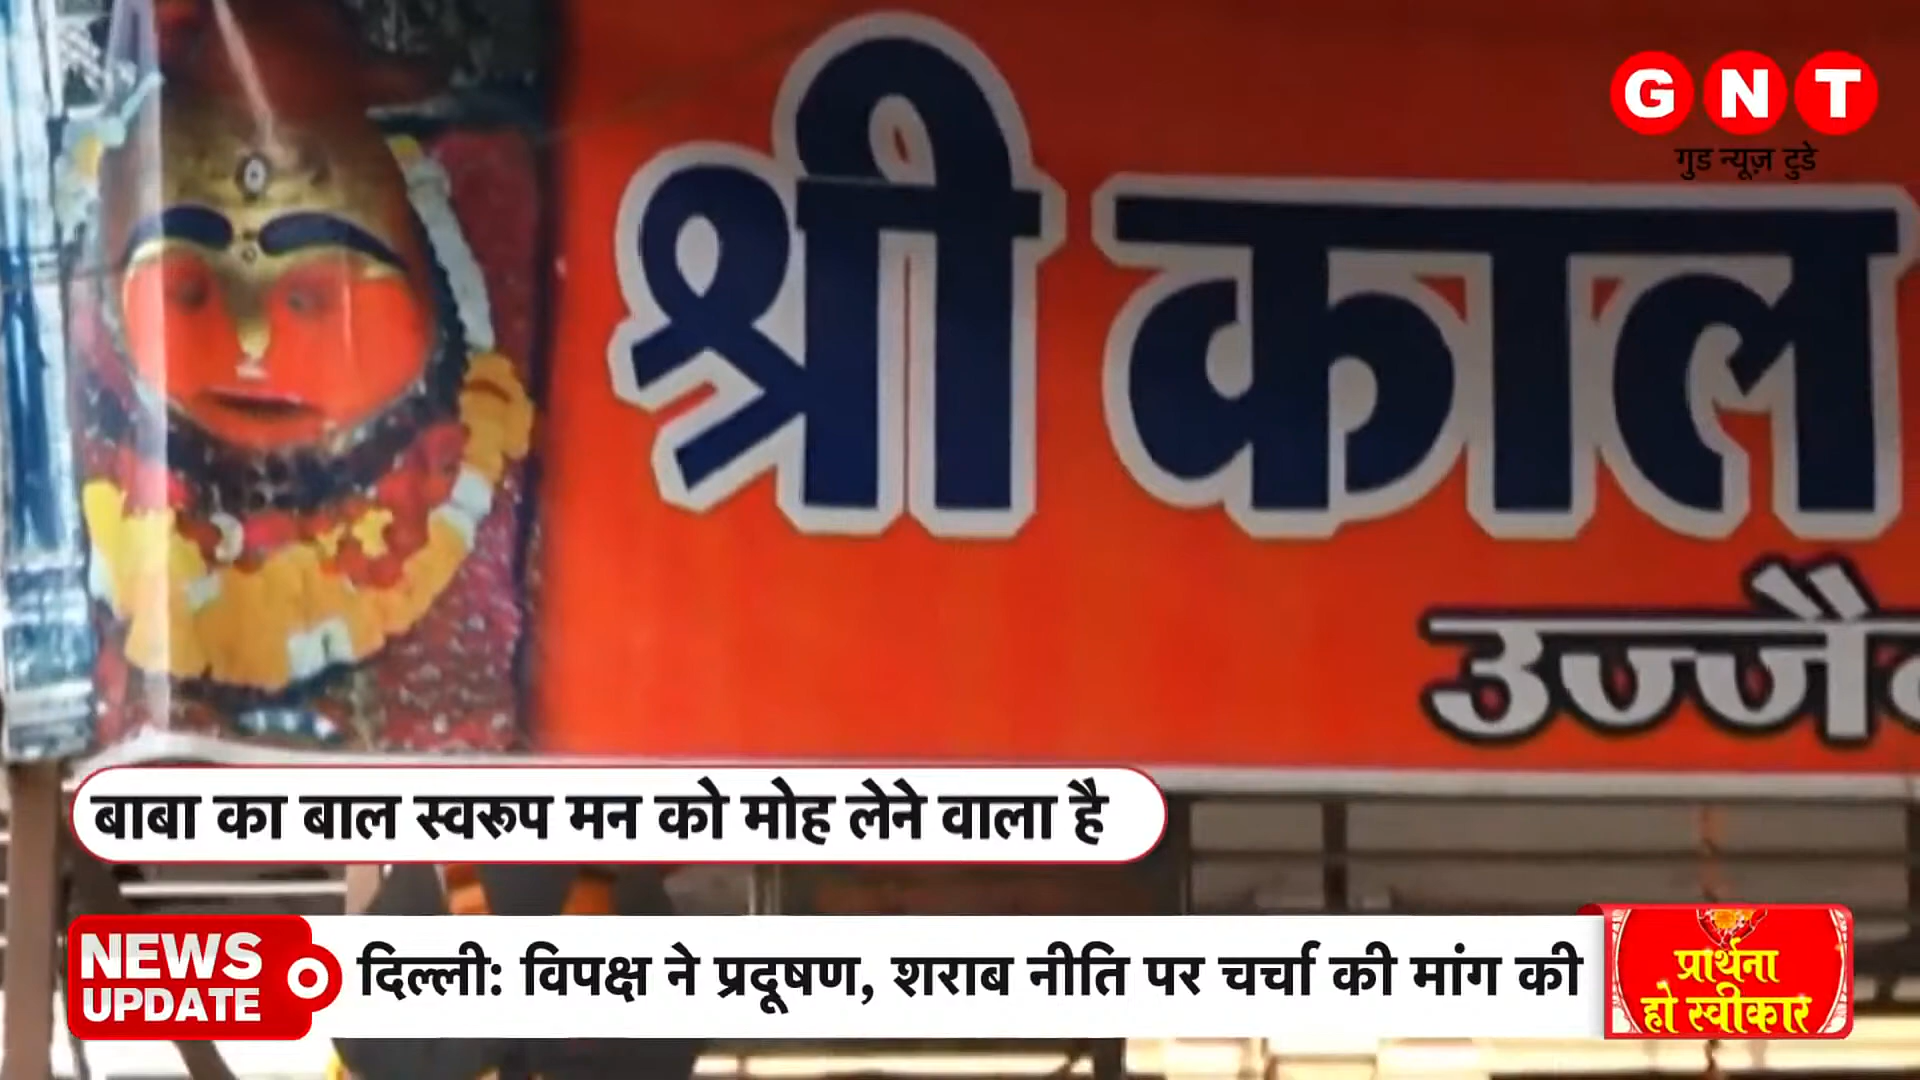 GNT
गुड न्यूज़ टुडे
श्री काल
उज्जै
बाबा का बाल स्वरूप मन को मोह लेने वाला है
NEWS
UPDATE
दिल्ली: विपक्ष ने प्रदूषण, शराब नीति पर चर्चा की मांग की
प्रार्थना
हो स्वीकार